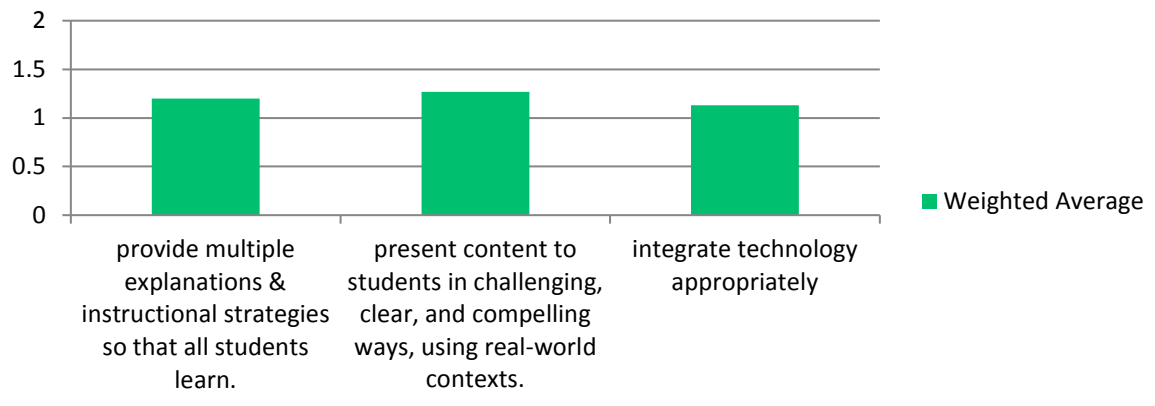 2
1.5
1
0.5
0
provide multiple
explanations &
instructional strategies
so that all students
learn.
present content to
students in challenging,
clear, and compelling
ways, using real-world
contexts.
integrate technology
appropriately
Weighted Average